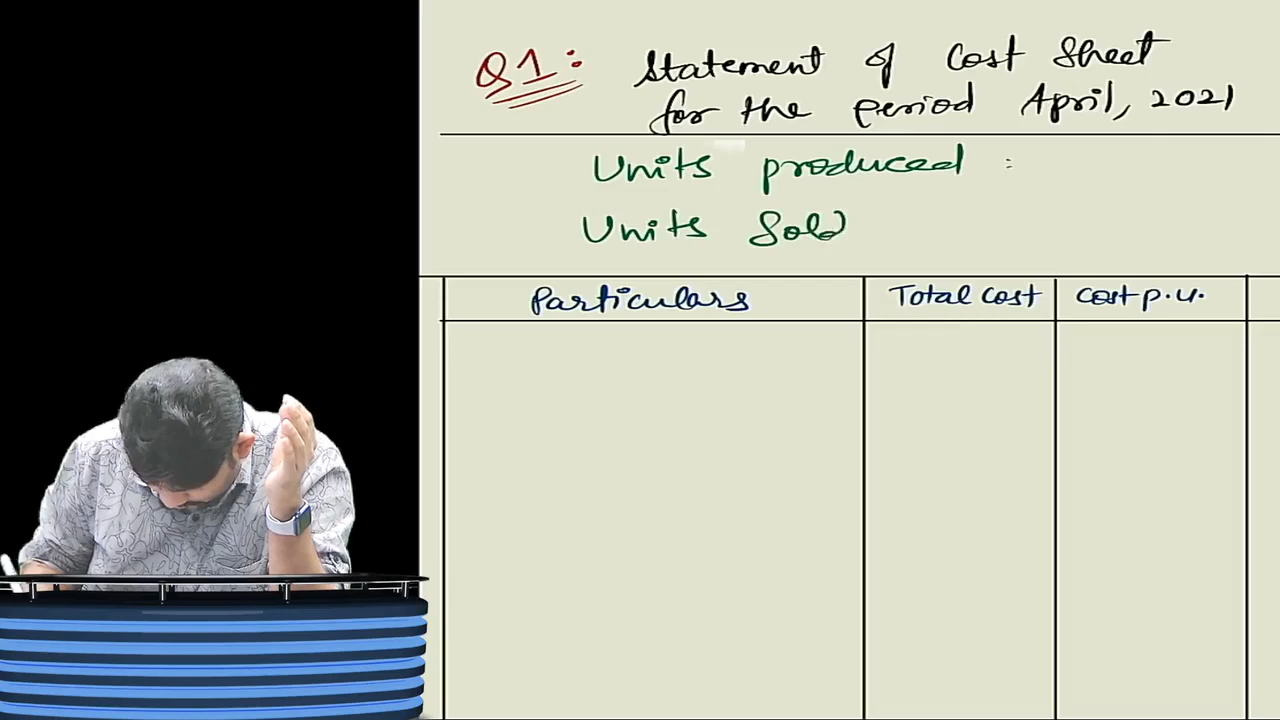 Q1: Statement of Cost Sheet
for the period April, 2021
Units produced :
Units Sold
Particulars Total Cost Cost p.u.